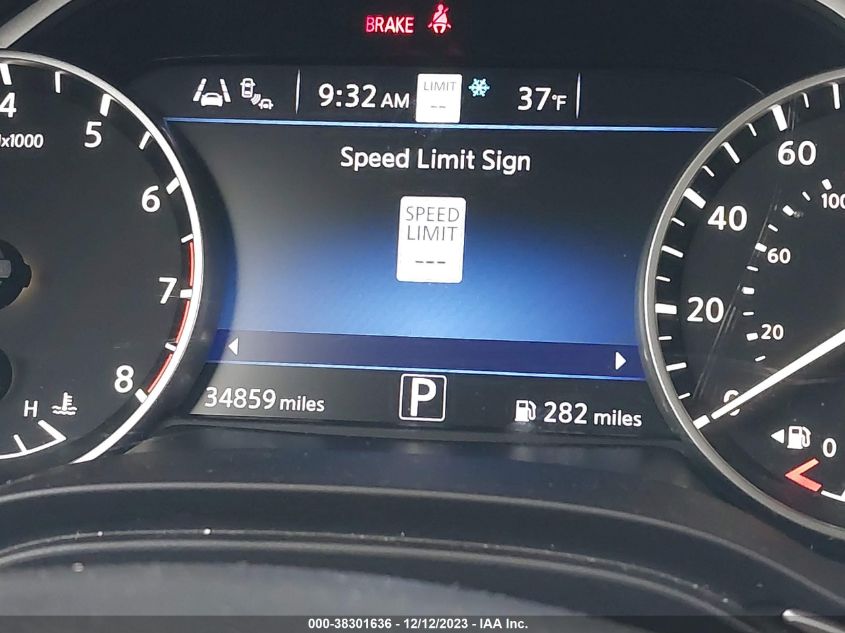 BRAKE
9:32 AM
LIMIT
--
37°F
Speed Limit Sign
SPEED
LIMIT
---
34859 miles
P
282 miles
4
x1000
5
6
7
8
H
60
40
20
0
100
60
20
0
000-38301636 - 12/12/2023 - IAA Inc.